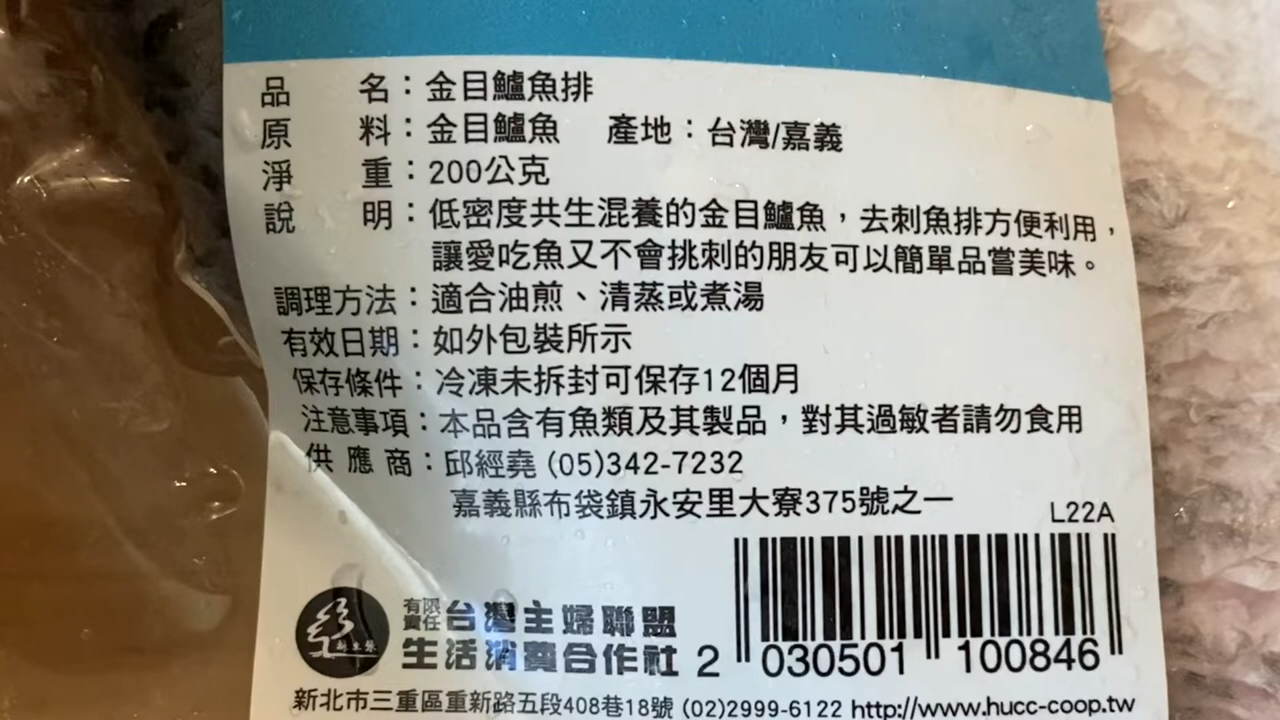 品　　名：金目鱸魚排
原　　料：金目鱸魚　產地：台灣/嘉義
淨　　重：200公克
說　　明：低密度共生混養的金目鱸魚，去刺魚排方便利用，
讓愛吃魚又不會挑刺的朋友可以簡單品嘗美味。
調理方法：適合油煎、清蒸或煮湯
有效日期：如外包裝所示
保存條件：冷凍未拆封可保存12個月
注意事項：本品含有魚類及其製品，對其過敏者請勿食用
供應商：邱經堯 (05)342-7232
嘉義縣布袋鎮永安里大寮375號之一
L22A
有限責任台灣主婦聯盟
生活消費合作社
2 030501 100846
新北市三重區重新路五段408巷18號 (02)2999-6122 http://www.hucc-coop.tw